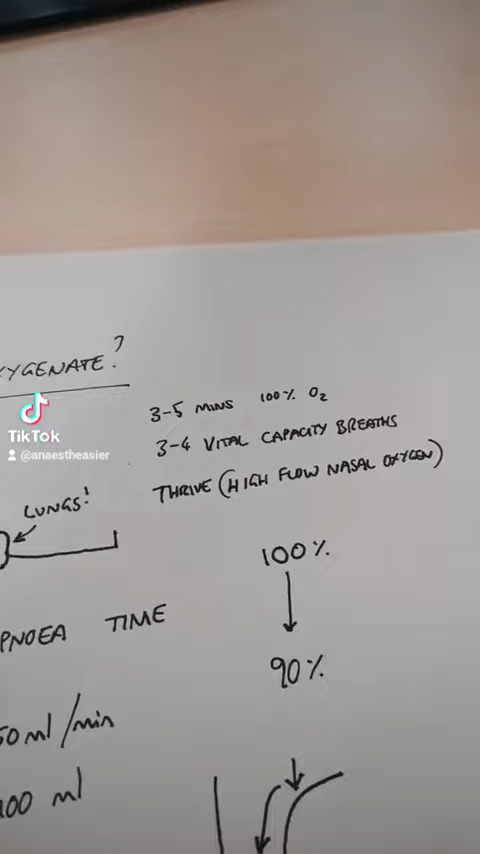 XYGENATE?
3-5 MINS 100% O2
3-4 VITAL CAPACITY BREATHS
THRIVE (HIGH FLOW NASAL OXYGEN)
TikTok
@anaestheasier
LUNGS!
100%
PNOEA TIME
90%
50ml/min
00 ml